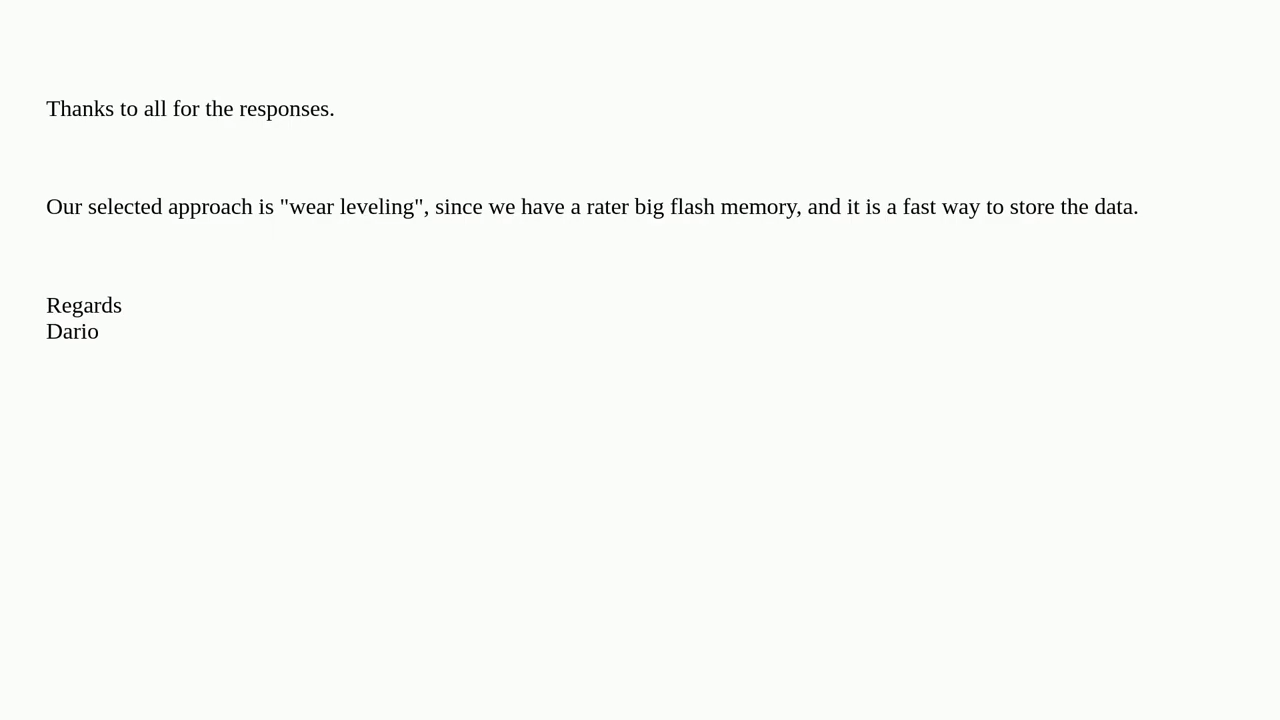 Thanks to all for the responses.
Our selected approach is "wear leveling", since we have a rater big flash memory, and it is a fast way to store the data.
Regards
Dario